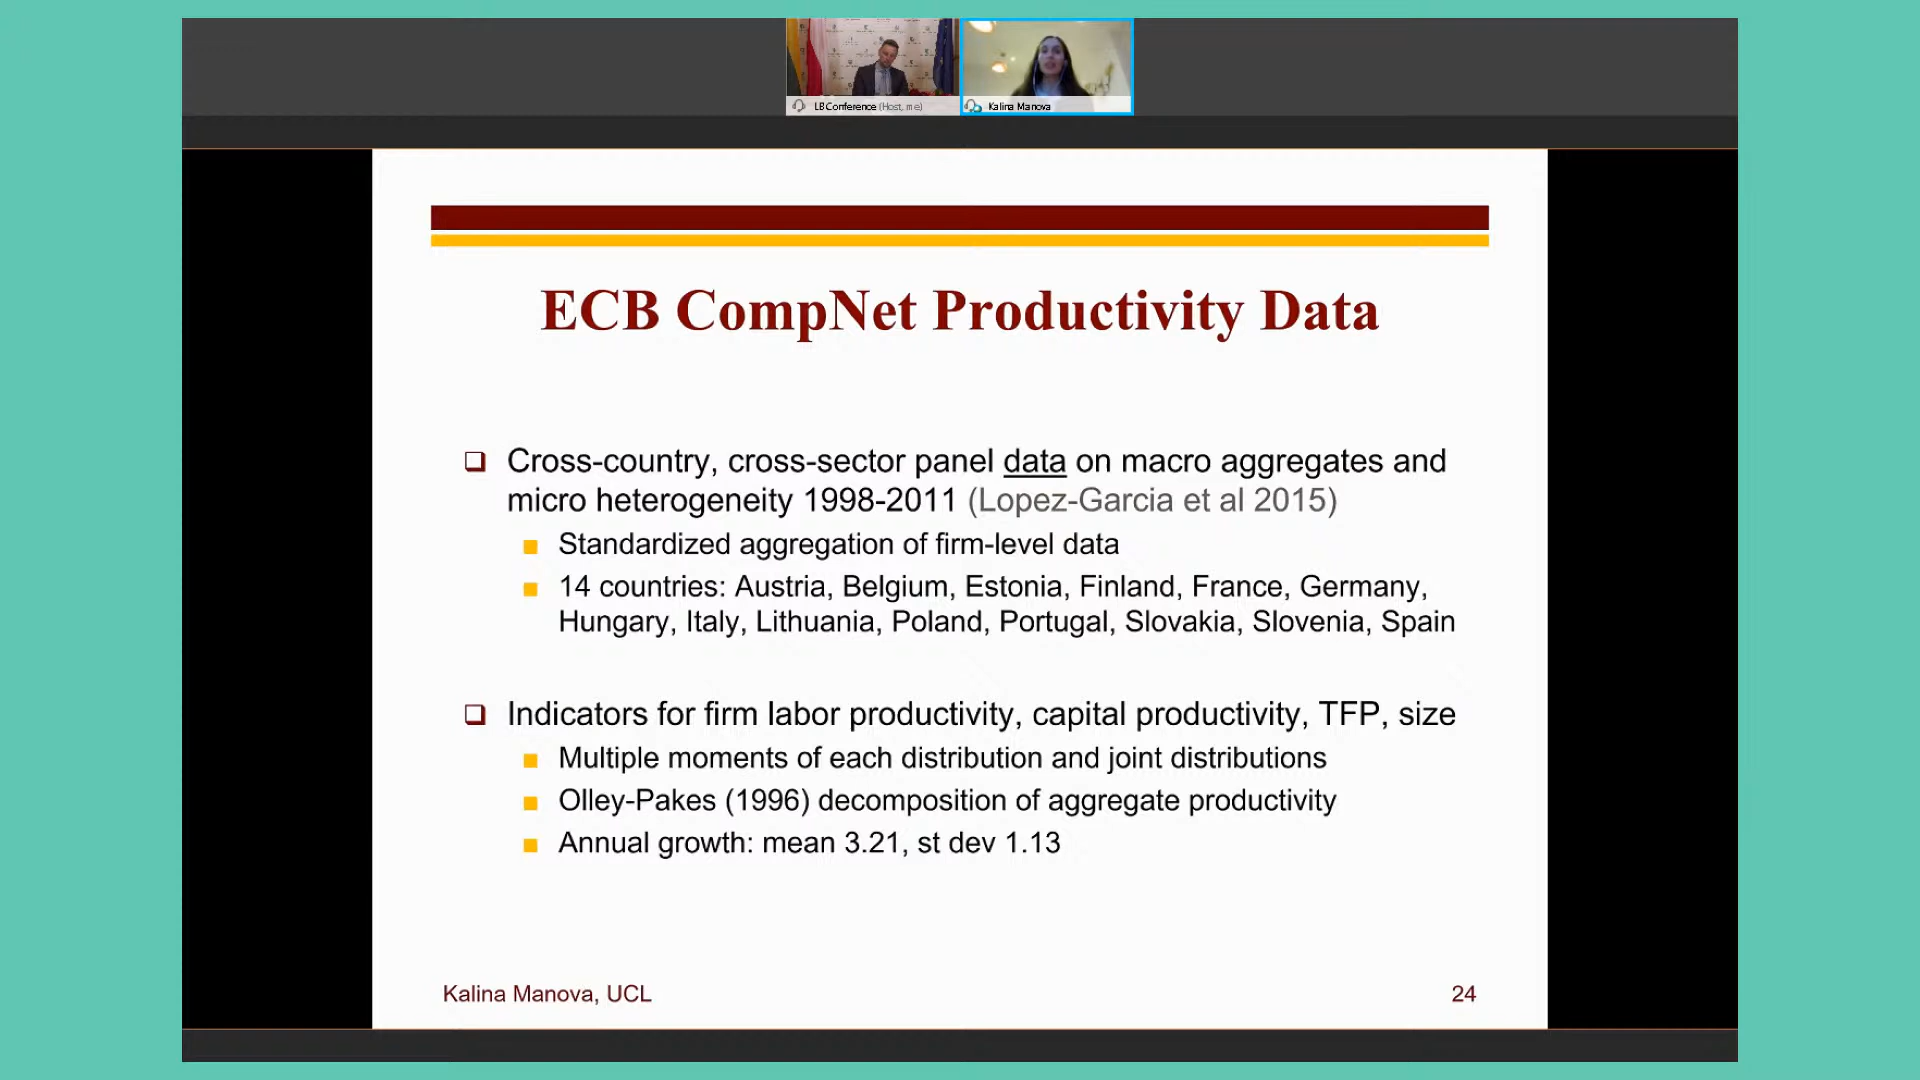 LB Conference (Host, me)
Kalina Manova
ECB CompNet Productivity Data
Cross-country, cross-sector panel data on macro aggregates and
micro heterogeneity 1998-2011 (Lopez-Garcia et al 2015)
Standardized aggregation of firm-level data
14 countries: Austria, Belgium, Estonia, Finland, France, Germany,
Hungary, Italy, Lithuania, Poland, Portugal, Slovakia, Slovenia, Spain
Indicators for firm labor productivity, capital productivity, TFP, size
Multiple moments of each distribution and joint distributions
Olley-Pakes (1996) decomposition of aggregate productivity
Annual growth: mean 3.21, st dev 1.13
Kalina Manova, UCL
24